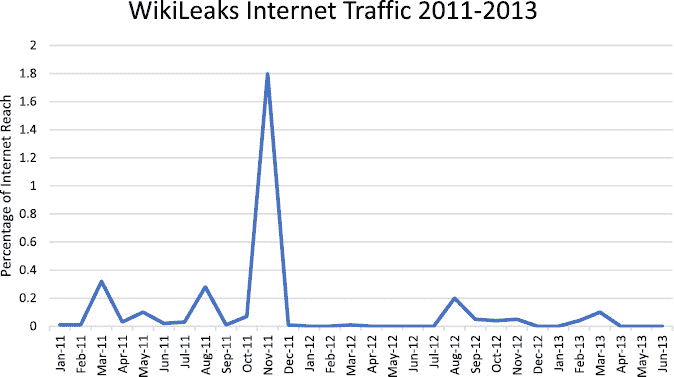 WikiLeaks Internet Traffic 2011-2013
Percentage of Internet Reach
2
1.8
1.6
1.4
1.2
1
0.8
0.6
0.4
0.2
0
Jan-11
Feb-11
Mar-11
Apr-11
May-11
Jun-11
Jul-11
Aug-11
Sep-11
Oct-11
Nov-11
Dec-11
Jan-12
Feb-12
Mar-12
Apr-12
May-12
Jun-12
Jul-12
Aug-12
Sep-12
Oct-12
Nov-12
Dec-12
Jan-13
Feb-13
Mar-13
Apr-13
May-13
Jun-13